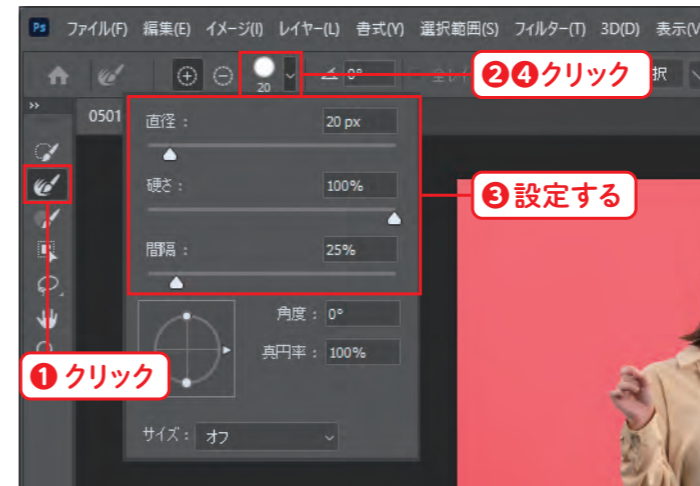 Ps ファイル(F) 編集(E) イメージ(I) レイヤー(L) 書式(Y) 選択範囲(S) フィルター(T) 3D(D) 表示(V
20 0° ❷❹クリック 択
0501
直径： 20 px
硬さ： 100%
❸設定する
間隔： 25%
角度： 0°
真円率： 100%
❶クリック
サイズ： オフ